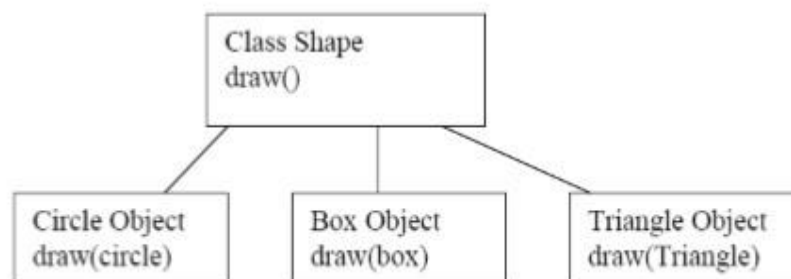 Class Shape
draw()
Circle Object
draw(circle)
Box Object
draw(box)
Triangle Object
draw(Triangle)